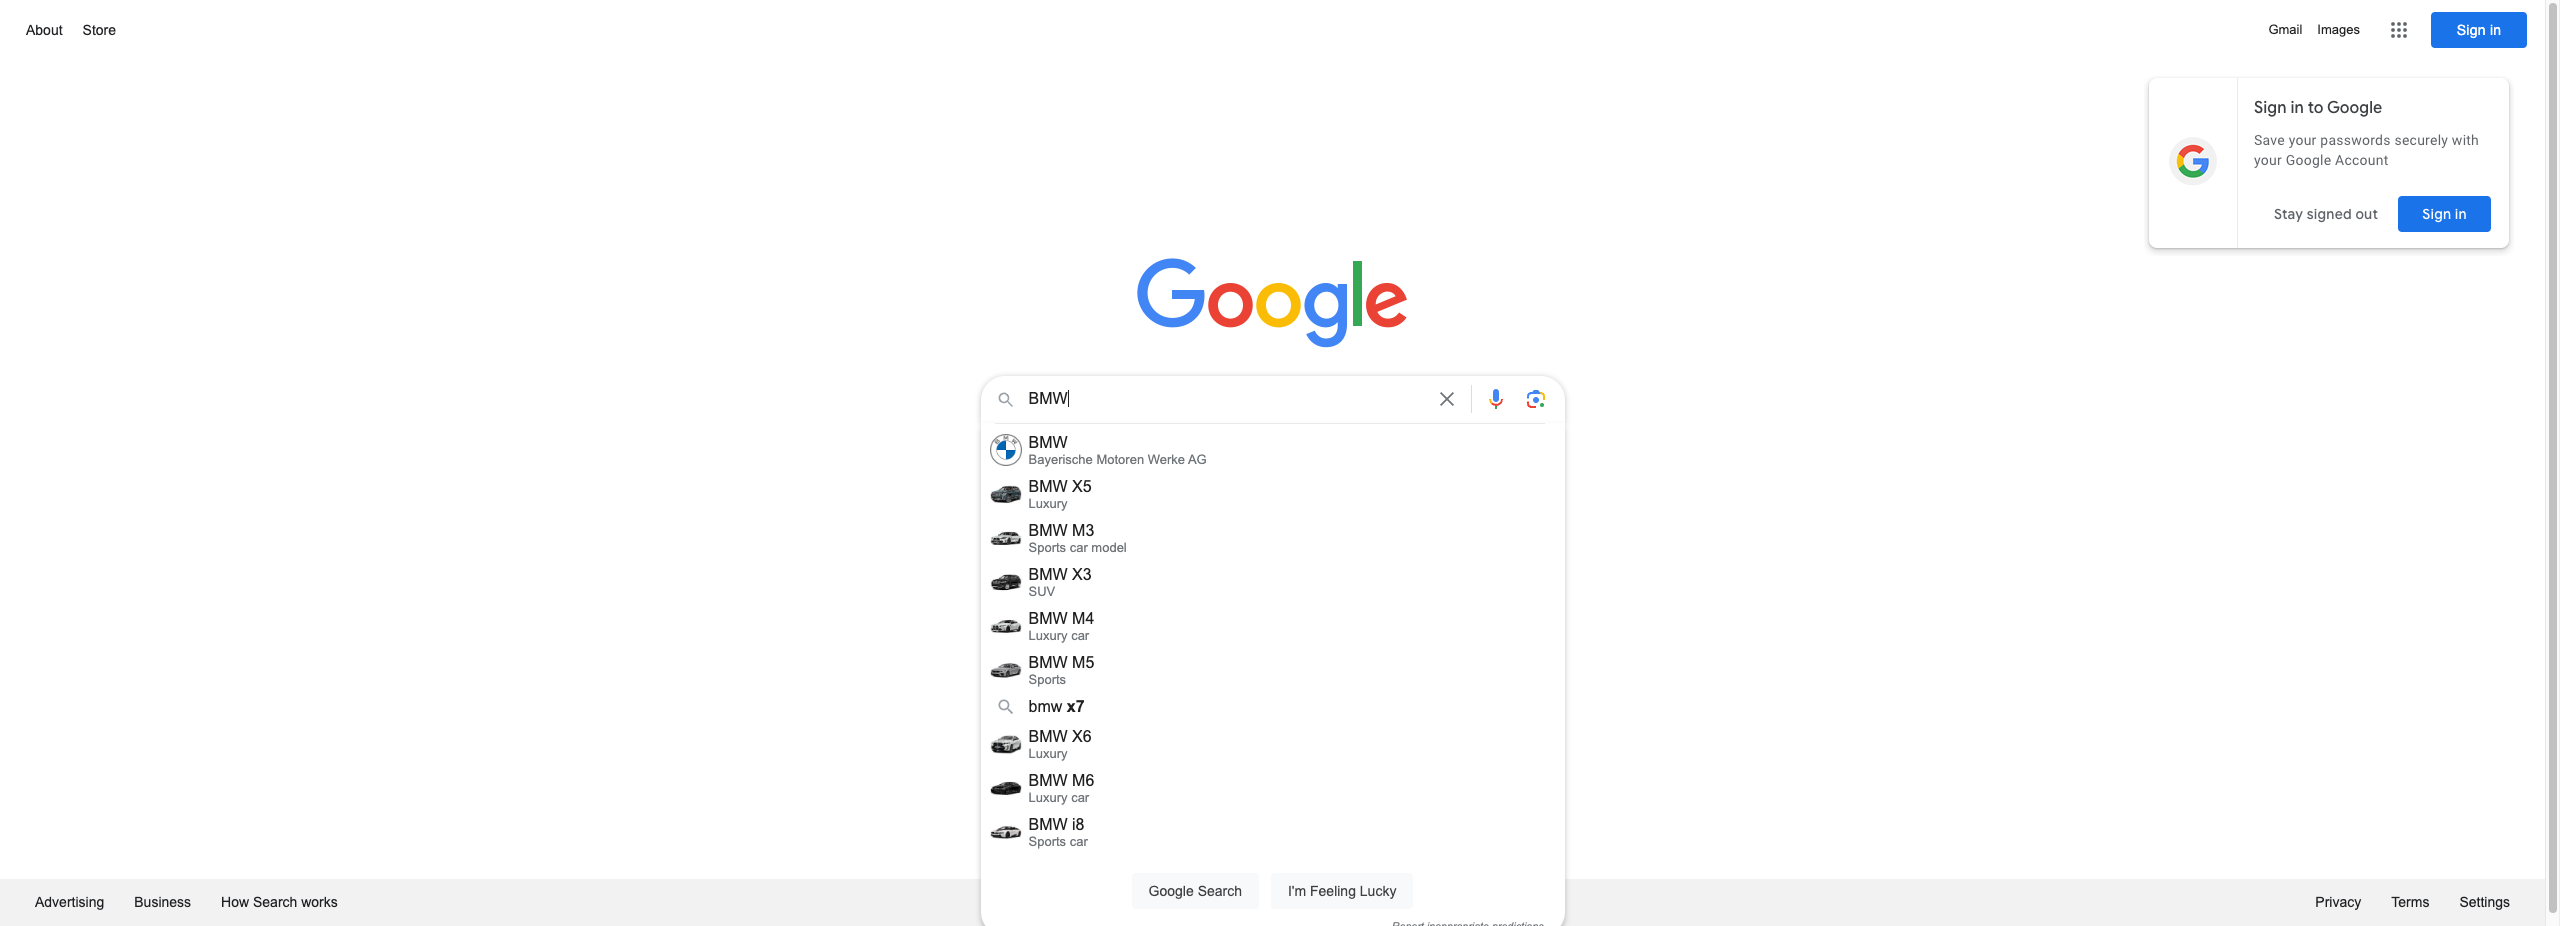 About Store
Gmail Images Sign in
Sign in to Google
Save your passwords securely with
your Google Account
Stay signed out Sign in
Google
BMW
BMW
Bayerische Motoren Werke AG
BMW X5
Luxury
BMW M3
Sports car model
BMW X3
SUV
BMW M4
Luxury car
BMW M5
Sports
bmw x7
BMW X6
Luxury
BMW M6
Luxury car
BMW i8
Sports car
Google Search I'm Feeling Lucky
Advertising Business How Search works
Privacy Terms Settings
Report inappropriate predictions